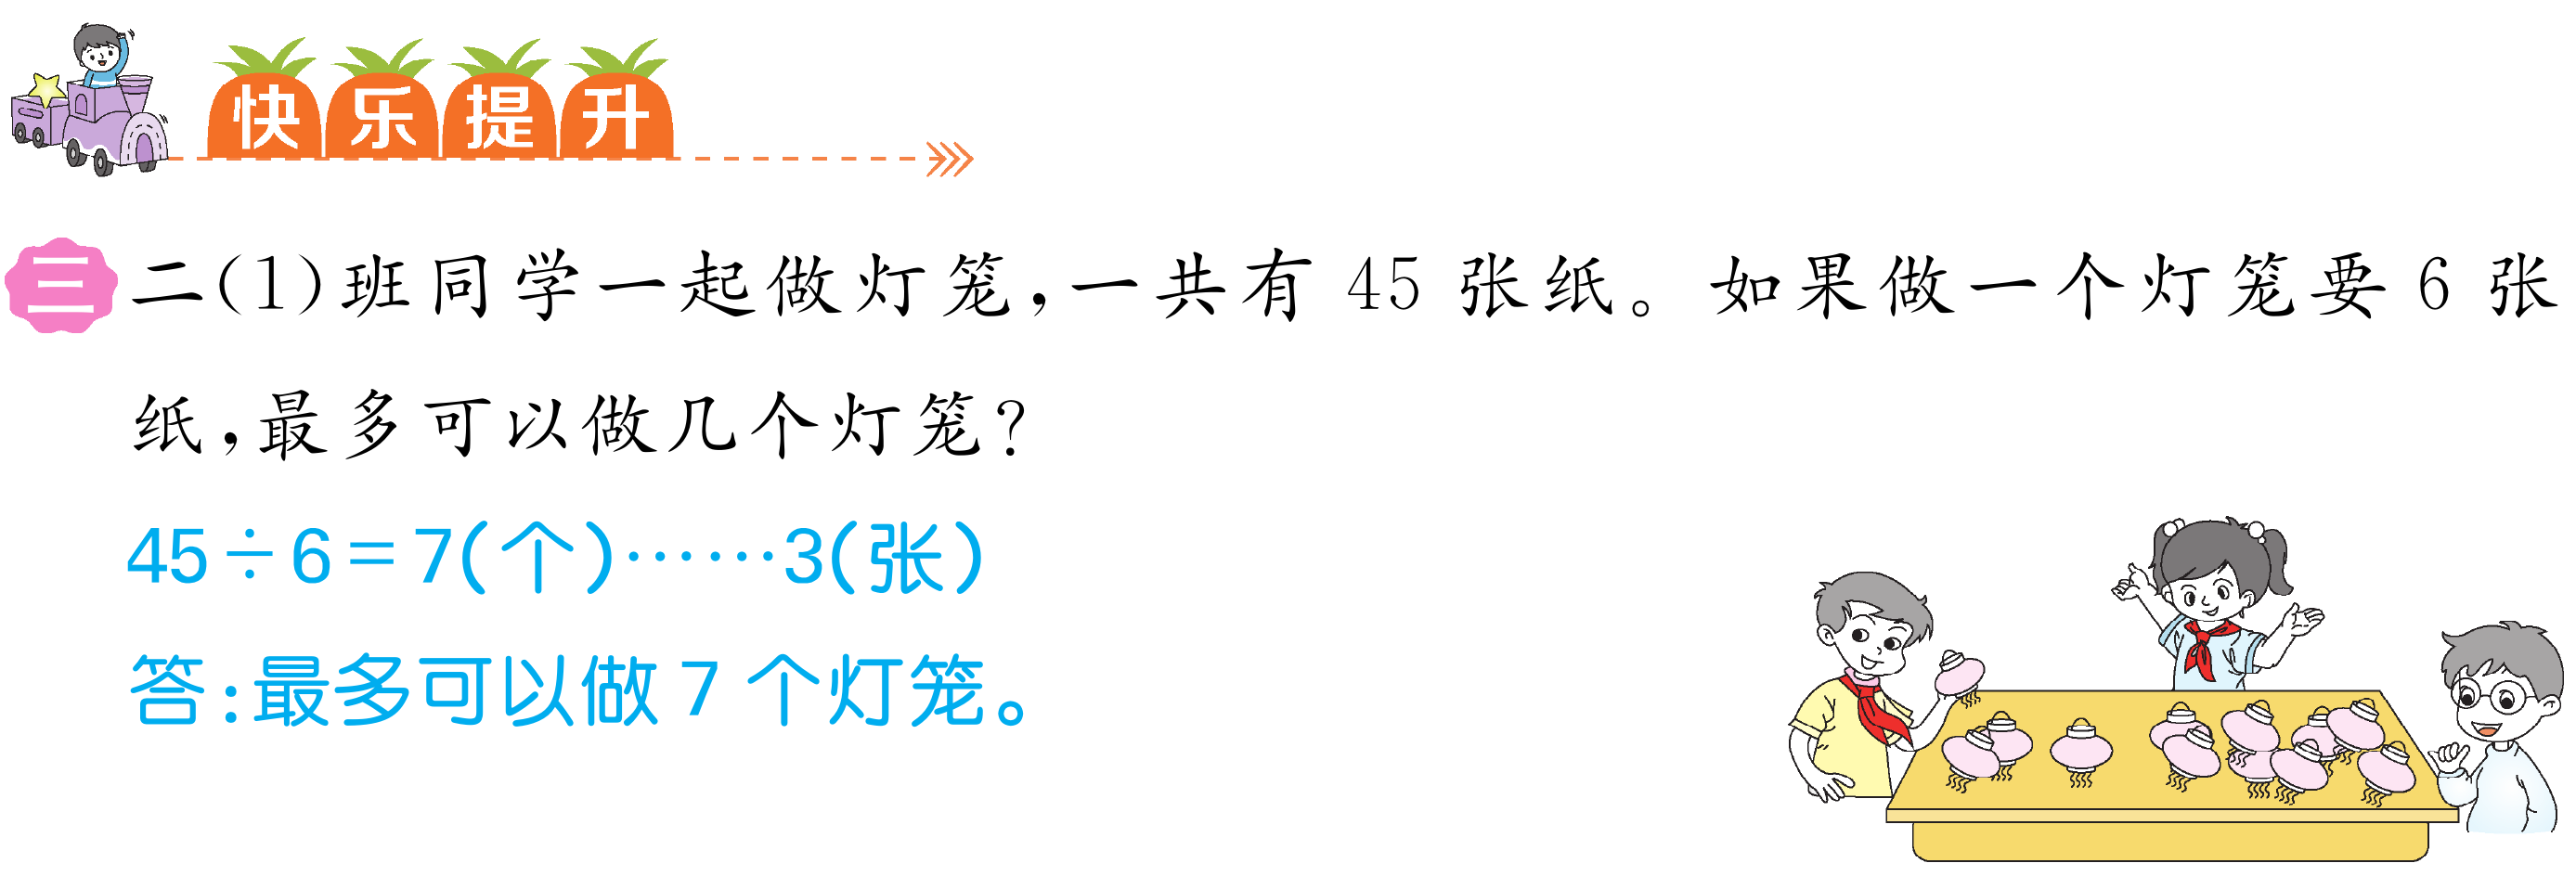 快乐提升
三 二(1)班同学一起做灯笼,一共有 45 张纸。如果做一个灯笼要 6 张
纸,最多可以做几个灯笼?
45÷6=7(个)……3(张)
答:最多可以做 7 个灯笼。